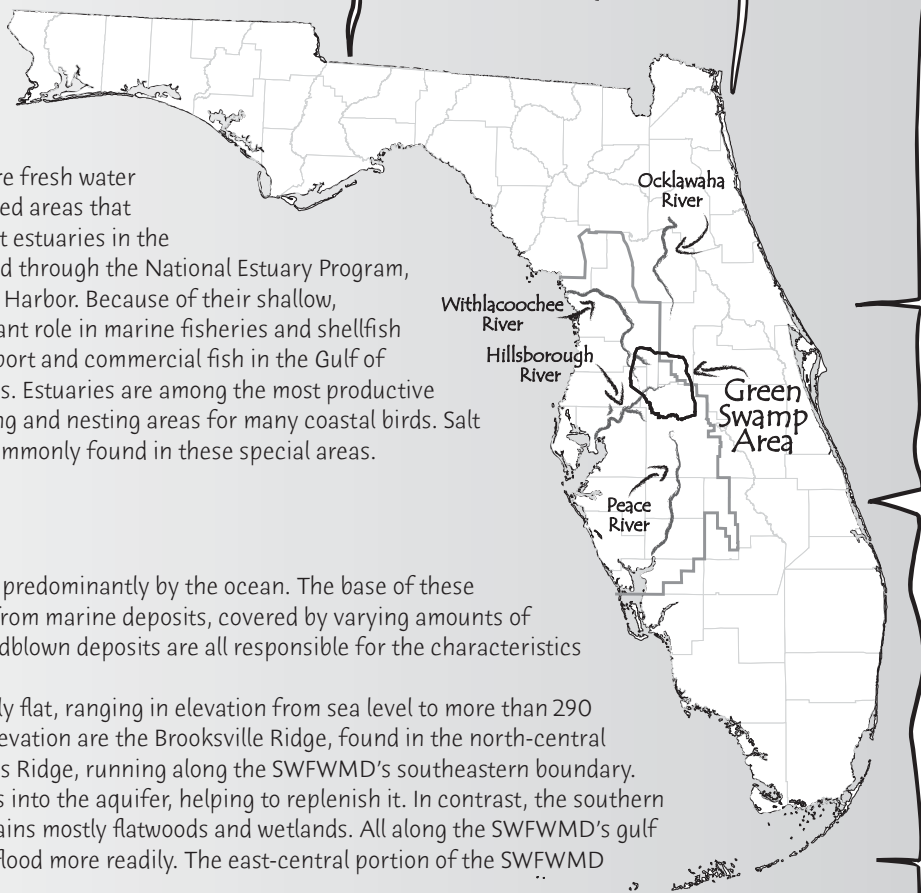 re fresh water
ed areas that
t estuaries in the
d through the National Estuary Program,
Harbor. Because of their shallow,
ant role in marine fisheries and shellfish
port and commercial fish in the Gulf of
s. Estuaries are among the most productive
ng and nesting areas for many coastal birds. Salt
mmonly found in these special areas.
Ocklawaha
River
Withlacoochee
River
Hillsborough
River
Green
Swamp
Area
Peace
River
predominantly by the ocean. The base of these
from marine deposits, covered by varying amounts of
dblown deposits are all responsible for the characteristics
ly flat, ranging in elevation from sea level to more than 290
evation are the Brooksville Ridge, found in the north-central
s Ridge, running along the SWFWMD's southeastern boundary.
s into the aquifer, helping to replenish it. In contrast, the southern
ains mostly flatwoods and wetlands. All along the SWFWMD's gulf
flood more readily. The east-central portion of the SWFWMD